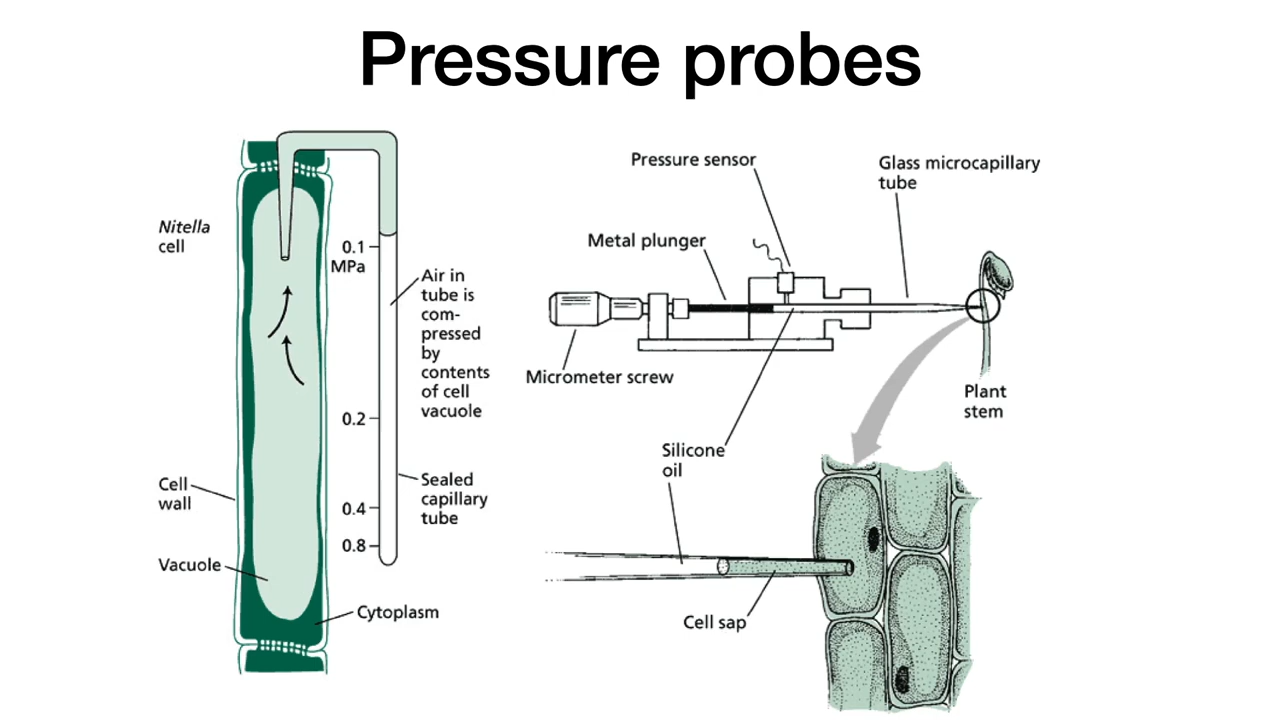 Pressure probes
Nitella
cell
0.1
MPa
Air in
tube is
com-
pressed
by
contents
of cell
vacuole
0.2
Cell
wall
Sealed
capillary
tube
0.4
0.8
Vacuole
Cytoplasm
Pressure sensor
Glass microcapillary
tube
Metal plunger
Micrometer screw
Plant
stem
Silicone
oil
Cell sap